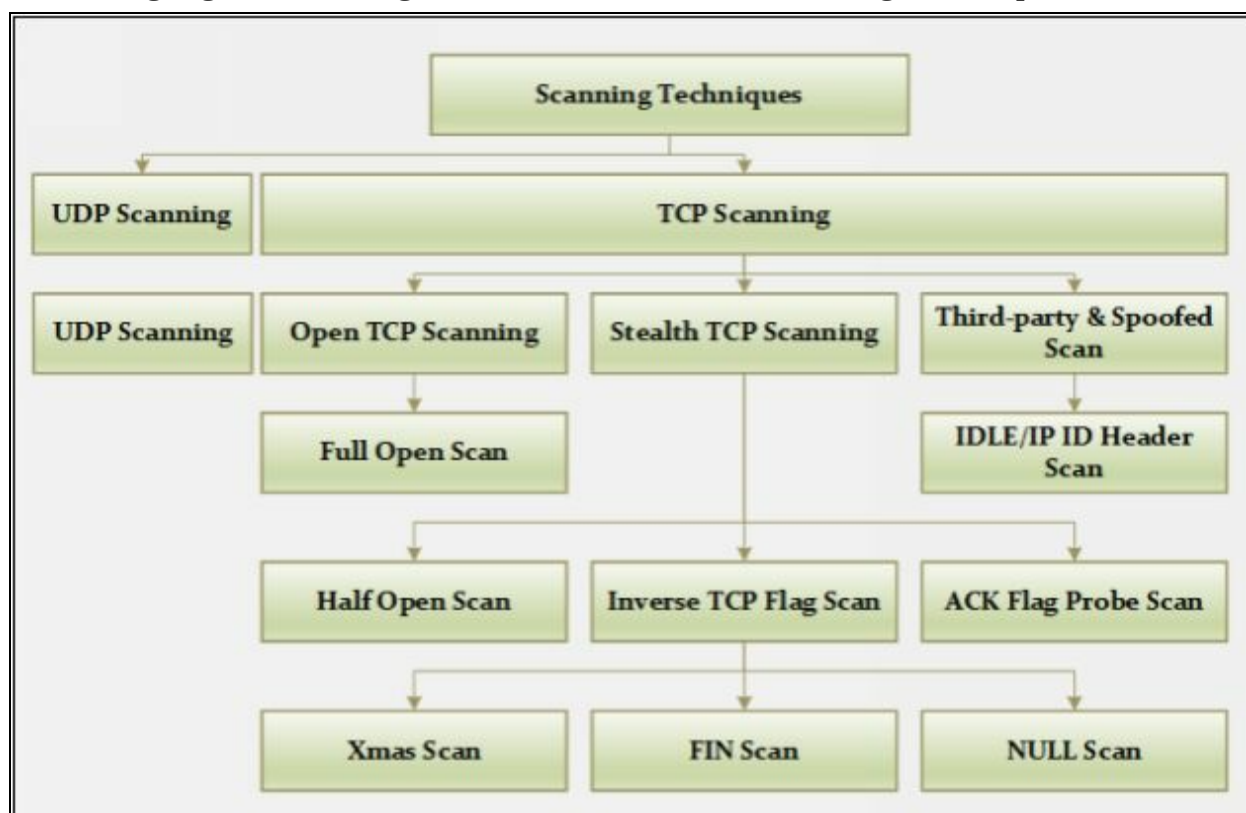 Scanning Techniques
UDP Scanning
TCP Scanning
UDP Scanning
Open TCP Scanning
Stealth TCP Scanning
Third-party & Spoofed
Scan
Full Open Scan
IDLE/IP ID Header
Scan
Half Open Scan
Inverse TCP Flag Scan
ACK Flag Probe Scan
Xmas Scan
FIN Scan
NULL Scan